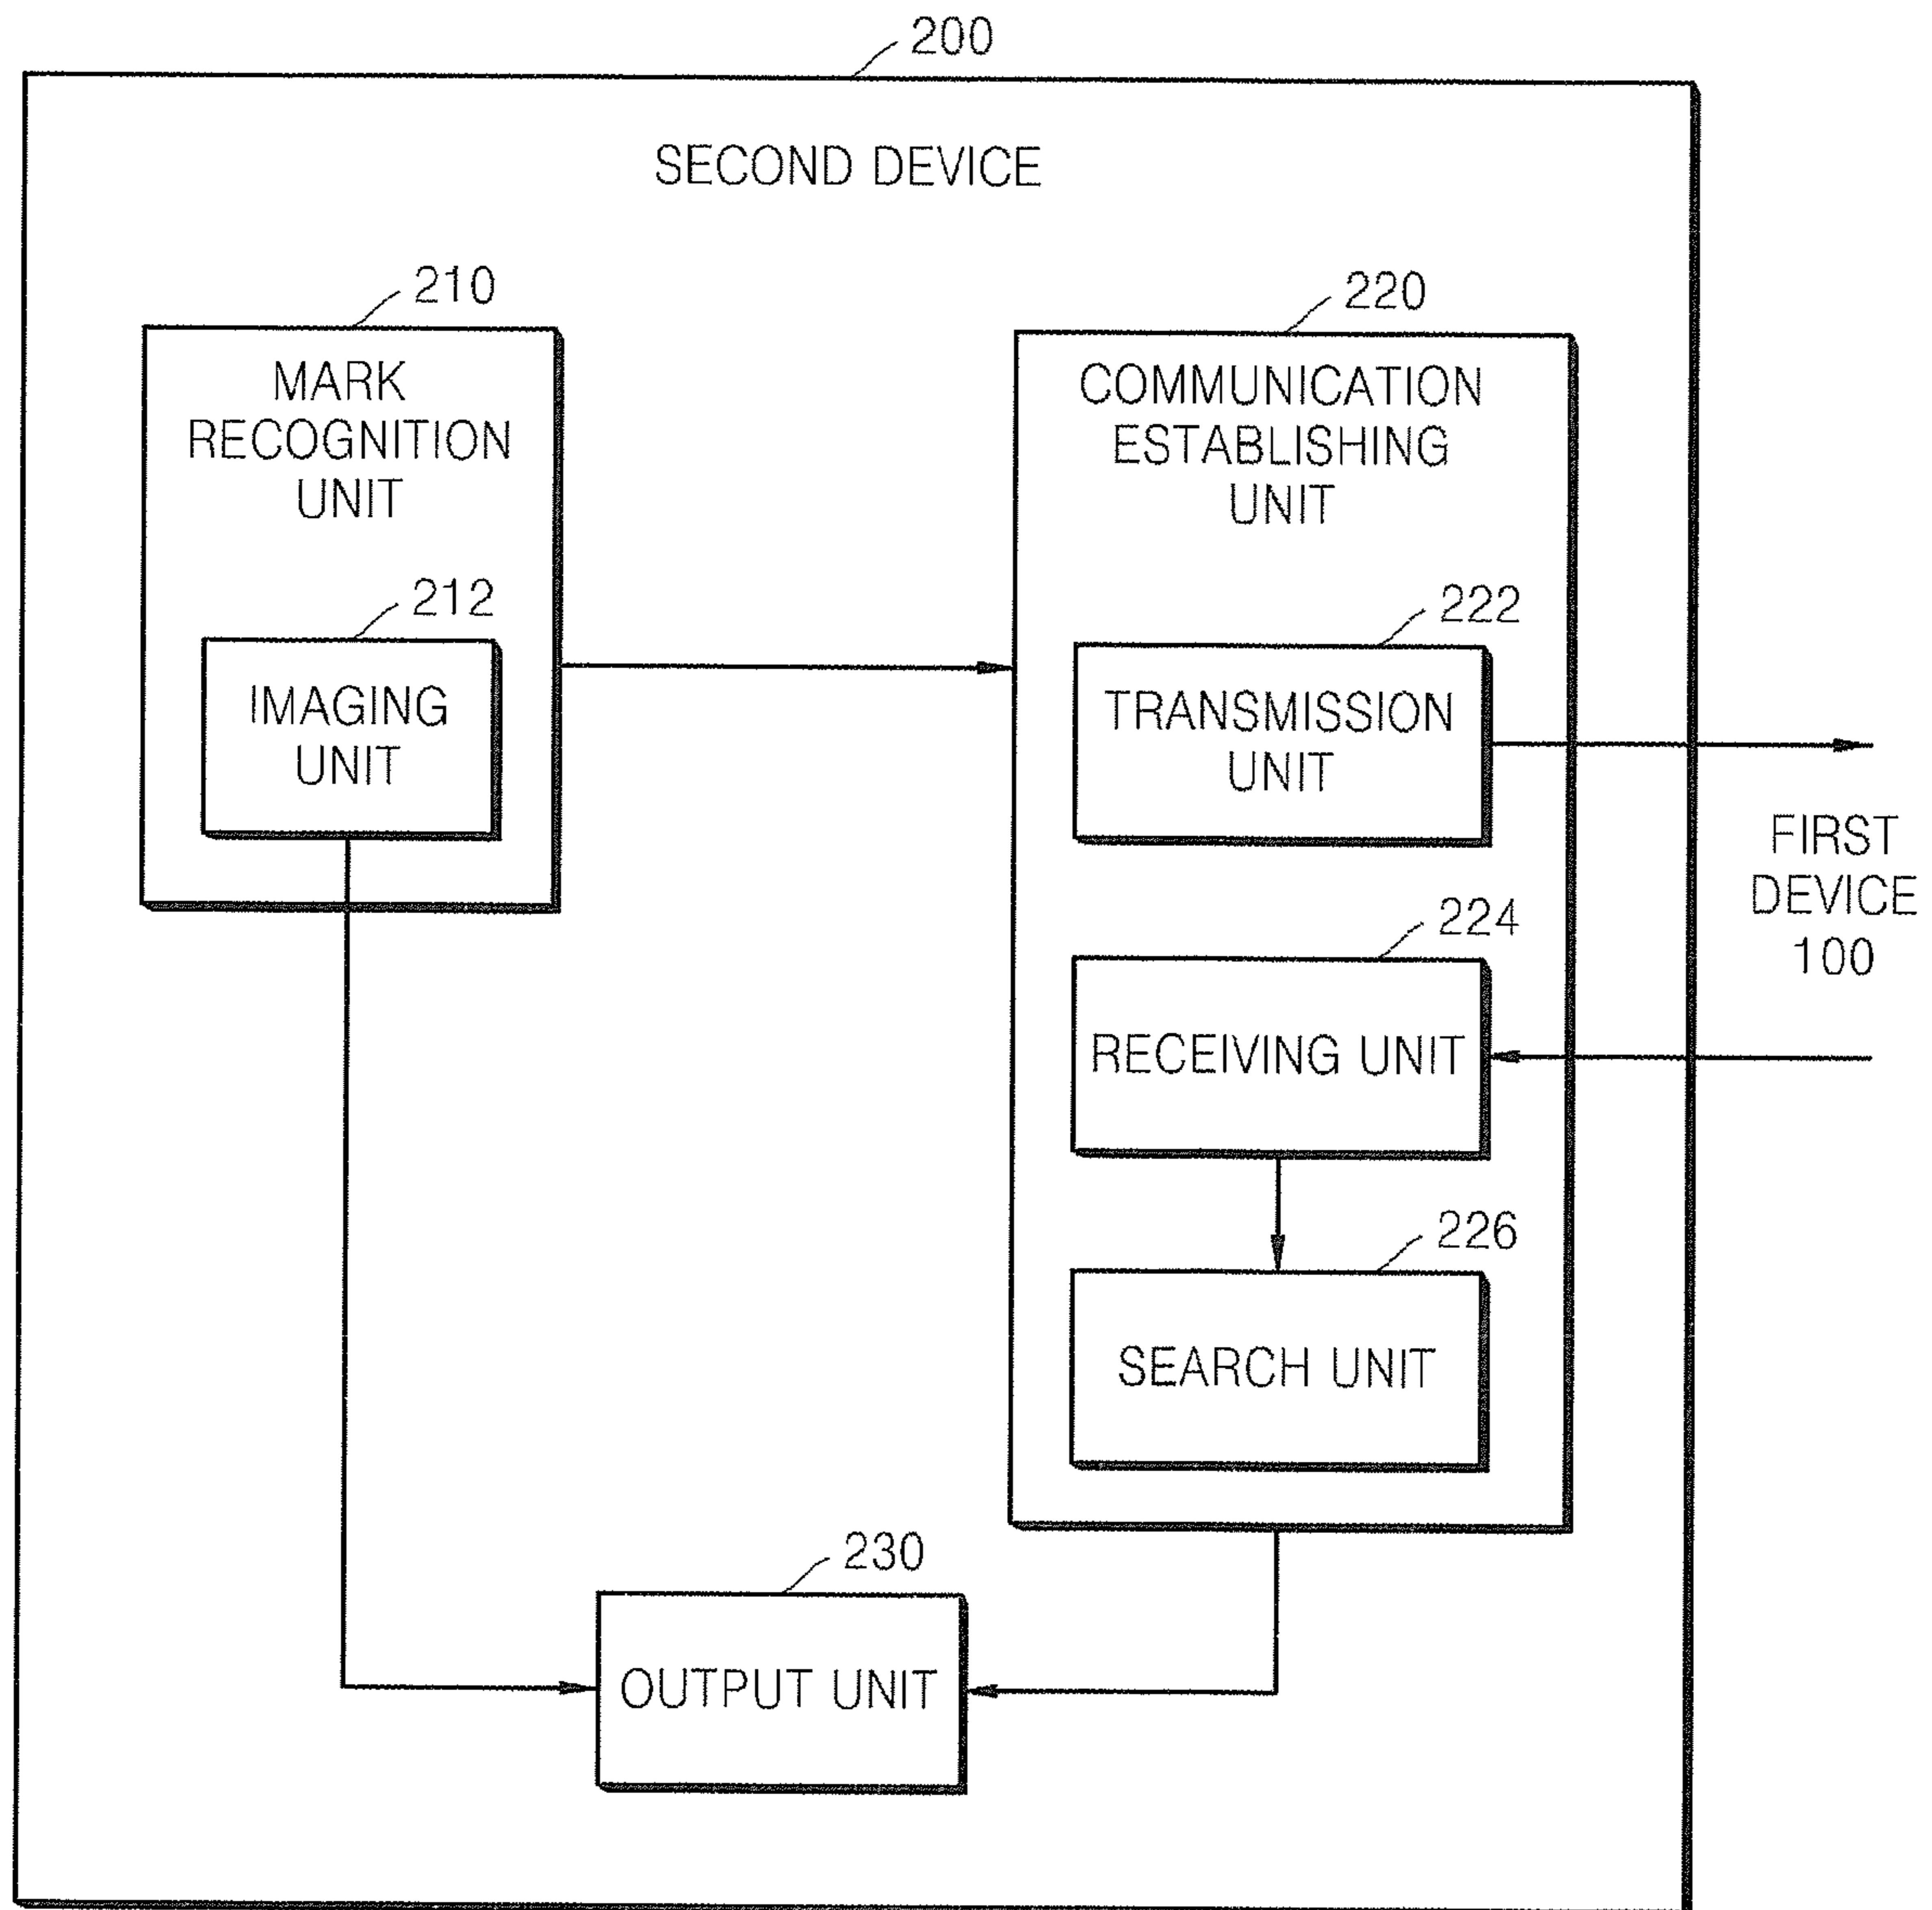 200
SECOND DEVICE
210
MARK
RECOGNITION
UNIT
212
IMAGING
UNIT
220
COMMUNICATION
ESTABLISHING
UNIT
222
TRANSMISSION
UNIT
FIRST
DEVICE
100
224
RECEIVING UNIT
226
SEARCH UNIT
230
OUTPUT UNIT